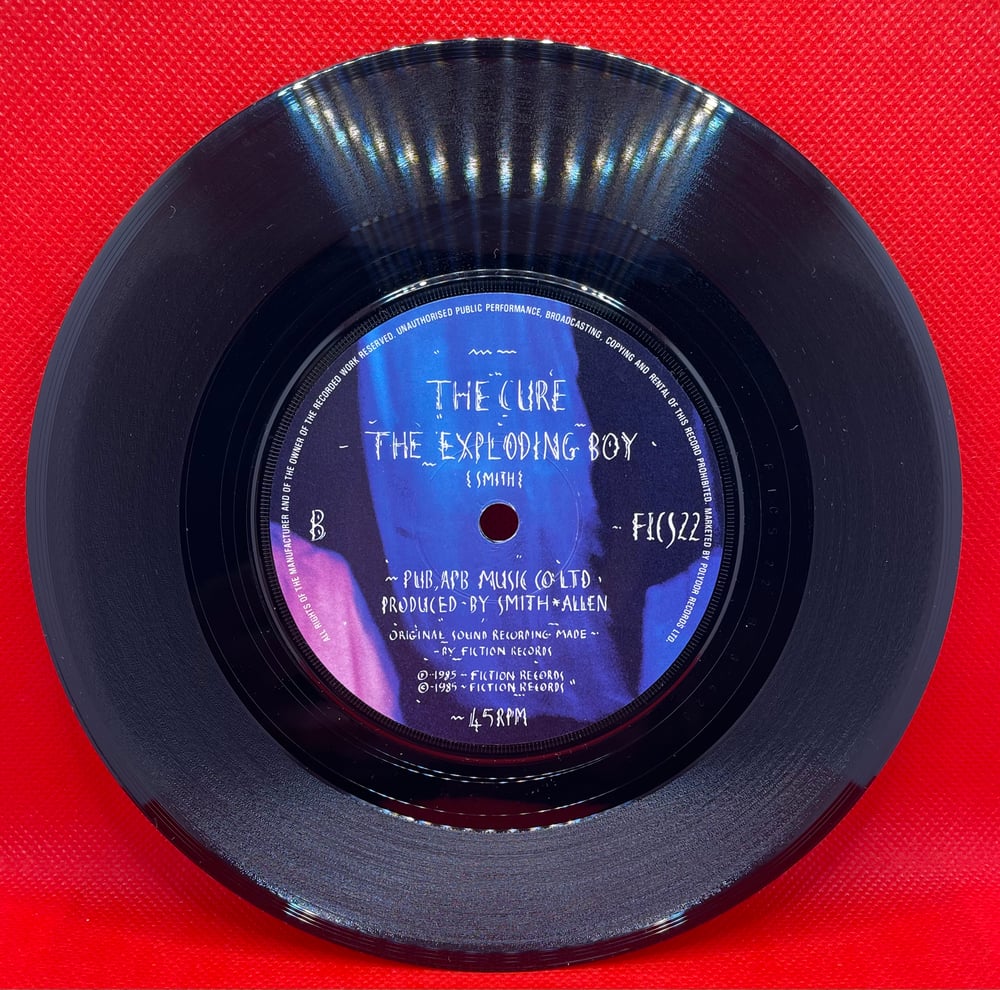 ALL RIGHTS OF THE MANUFACTURER AND OF THE OWNER OF THE RECORDED WORK RESERVED. UNAUTHORISED PUBLIC PERFORMANCE, BROADCASTING, COPYING AND RENTAL OF THIS RECORD PROHIBITED. MARKETED BY POLYDOR RECORDS LTD.
THE CURE
- THE EXPLODING BOY -
{SMITH}
B
~ FICS22
~ PUB, APB MUSIC CO LTD.
PRODUCED - BY SMITH * ALLEN
ORIGINAL SOUND RECORDING MADE ~
- BY FICTION RECORDS
℗ - 1985 ~ FICTION RECORDS
© - 1985 ~ FICTION RECORDS
~ 45 RPM